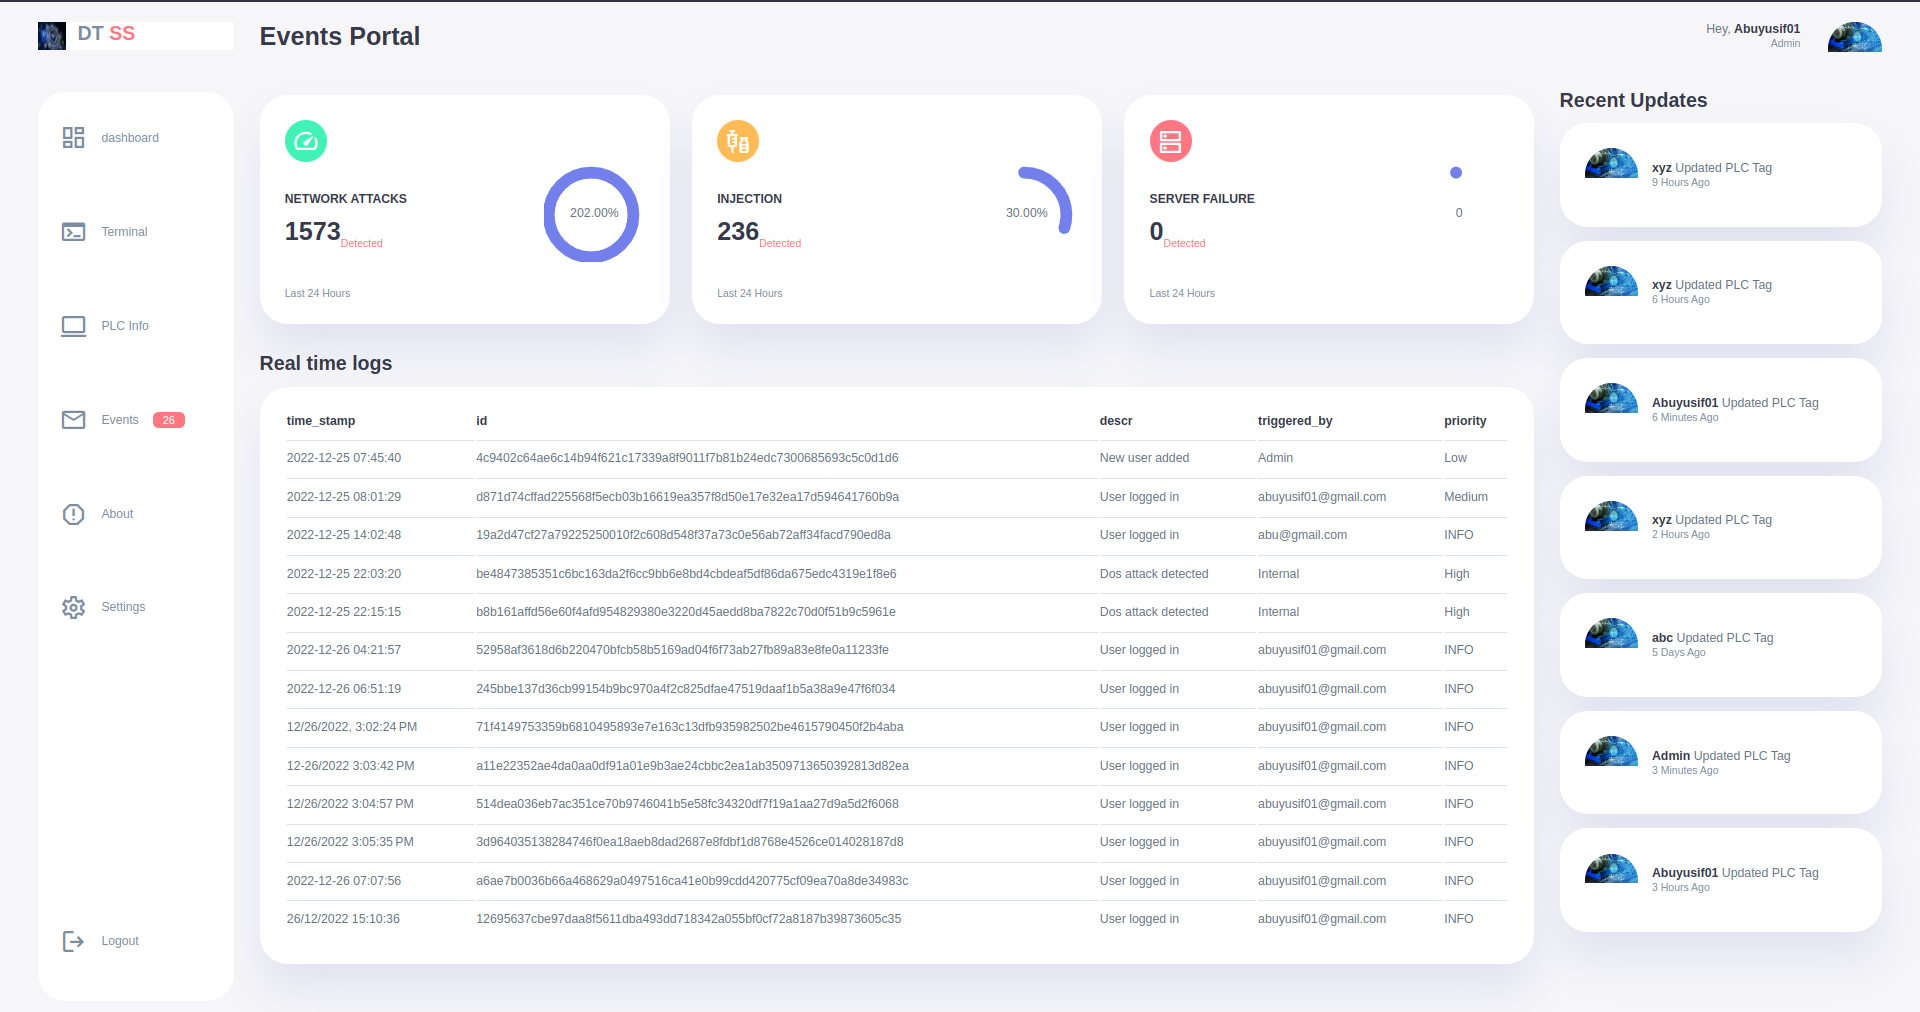 DT SS
Events Portal
Hey, Abuyusif01
Admin
dashboard
Terminal
PLC Info
Events 26
About
Settings
Logout
NETWORK ATTACKS
1573 Detected
202.00%
Last 24 Hours
INJECTION
236 Detected
30.00%
Last 24 Hours
SERVER FAILURE
0 Detected
0
Last 24 Hours
Real time logs
time_stamp id descr triggered_by priority
2022-12-25 07:45:40 4c9402c64ae6c14b94f621c17339a8f9011f7b81b24edc7300685693c5c0d1d6 New user added Admin Low
2022-12-25 08:01:29 d871d74cffad225568f5ecb03b16619ea357f8d50e17e32ea17d594641760b9a User logged in abuyusif01@gmail.com Medium
2022-12-25 14:02:48 19a2d47cf27a79225250010f2c608d548f37a73c0e56ab72aff34facd790ed8a User logged in abu@gmail.com INFO
2022-12-25 22:03:20 be4847385351c6bc163da2f6cc9bb6e8bd4cbdeaf5df86da675edc4319e1f8e6 Dos attack detected Internal High
2022-12-25 22:15:15 b8b161affd56e60f4afd954829380e3220d45aedd8ba7822c70d0f51b9c5961e Dos attack detected Internal High
2022-12-26 04:21:57 52958af3618d6b220470bfcb58b5169ad04f6f73ab27fb89a83e8fe0a11233fe User logged in abuyusif01@gmail.com INFO
2022-12-26 06:51:19 245bbe137d36cb99154b9bc970a4f2c825dfae47519daaf1b5a38a9e47f6f034 User logged in abuyusif01@gmail.com INFO
12/26/2022, 3:02:24 PM 71f4149753359b6810495893e7e163c13dfb935982502be4615790450f2b4aba User logged in abuyusif01@gmail.com INFO
12-26/2022 3:03:42 PM a11e22352ae4da0aa0df91a01e9b3ae24cbbc2ea1ab3509713650392813d82ea User logged in abuyusif01@gmail.com INFO
12/26/2022 3:04:57 PM 514dea036eb7ac351ce70b9746041b5e58fc34320df7f19a1aa27d9a5d2f6068 User logged in abuyusif01@gmail.com INFO
12/26/2022 3:05:35 PM 3d964035138284746f0ea18aeb8dad2687e8fdbf1d8768e4526ce014028187d8 User logged in abuyusif01@gmail.com INFO
2022-12-26 07:07:56 a6ae7b0036b66a468629a0497516ca41e0b99cdd420775cf09ea70a8de34983c User logged in abuyusif01@gmail.com INFO
26/12/2022 15:10:36 12695637cbe97daa8f5611dba493dd718342a055bf0cf72a8187b39873605c35 User logged in abuyusif01@gmail.com INFO
Recent Updates
xyz Updated PLC Tag
9 Hours Ago
xyz Updated PLC Tag
6 Hours Ago
Abuyusif01 Updated PLC Tag
6 Minutes Ago
xyz Updated PLC Tag
2 Hours Ago
abc Updated PLC Tag
5 Days Ago
Admin Updated PLC Tag
3 Minutes Ago
Abuyusif01 Updated PLC Tag
3 Hours Ago